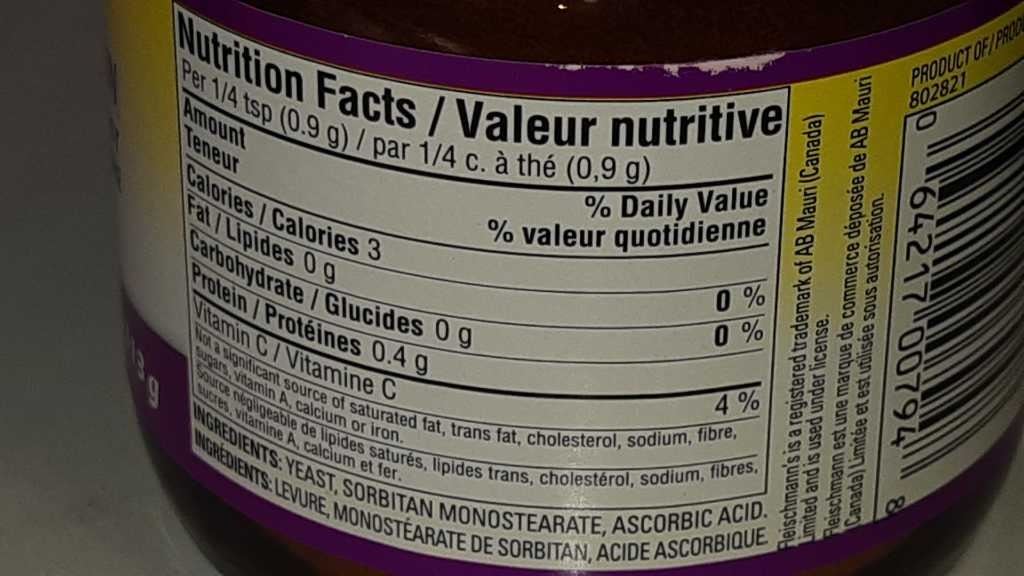 Nutrition Facts / Valeur nutritive
Per 1/4 tsp (0.9 g) / par 1/4 c. à thé (0,9 g)
Amount
Teneur
% Daily Value
% valeur quotidienne
Calories / Calories 3
Fat / Lipides 0 g 0 %
Carbohydrate / Glucides 0 g 0 %
Protein / Protéines 0.4 g
Vitamin C / Vitamine C 4 %
Not a significant source of saturated fat, trans fat, cholesterol, sodium, fibre,
sugars, vitamin A, calcium or iron.
Source négligeable de lipides saturés, lipides trans, cholestérol, sodium, fibres,
sucres, vitamine A, calcium et fer.
INGREDIENTS: YEAST, SORBITAN MONOSTEARATE, ASCORBIC ACID.
INGRÉDIENTS: LEVURE, MONOSTÉARATE DE SORBITAN, ACIDE ASCORBIQUE.
Fleischmann's is a registered trademark of AB Mauri (Canada)
Limited and is used under license.
Fleischmann est une marque de commerce déposée de AB Mauri
(Canada) Limitée et est utilisée sous autorisation.
PRODUCT OF/
802821
0 64217 00794 8
g